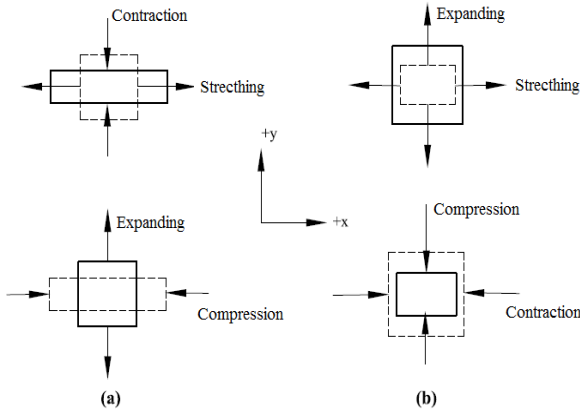 Contraction
Strecthing
Expanding
Strecthing
+y
+x
Expanding
Compression
Compression
Contraction
(a)
(b)